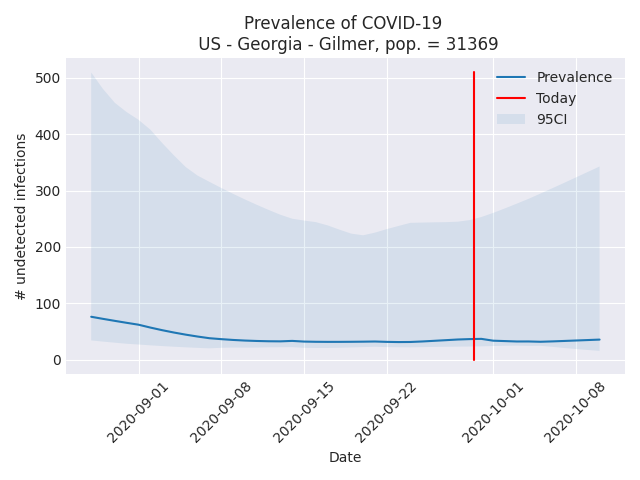 Prevalence of COVID-19
US - Georgia - Gilmer, pop. = 31369
# undetected infections
500
400
300
200
100
0
Prevalence
Today
95CI
2020-09-01
2020-09-08
2020-09-15
2020-09-22
2020-10-01
2020-10-08
Date